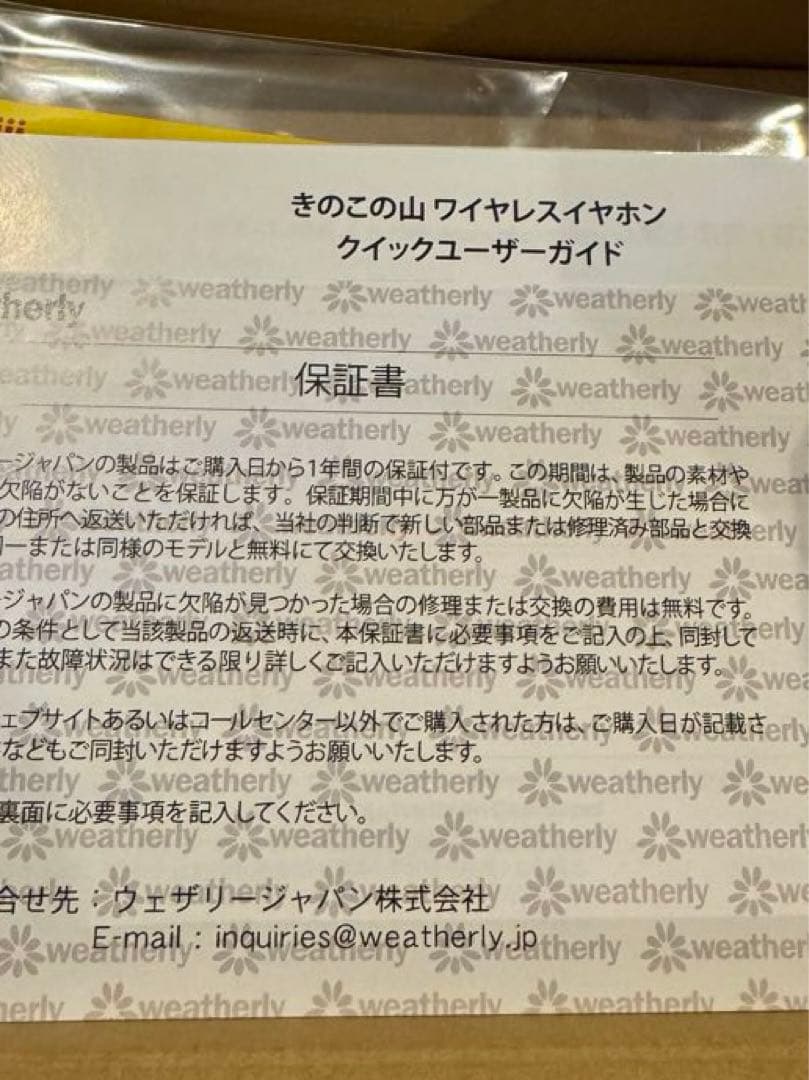 きのこの山 ワイヤレスイヤホン
クイックユーザーガイド
weatherly
保証書
ージャパンの製品はご購入日から1年間の保証付です。この期間は、製品の素材や
欠陥がないことを保証します。保証期間中に万が一製品に欠陥が生じた場合に
の住所へ返送いただければ、当社の判断で新しい部品または修理済み部品と交換
一または同様のモデルと無料にて交換いたします。
ージャパンの製品に欠陥が見つかった場合の修理または交換の費用は無料です。
の条件として当該製品の返送時に、本保証書に必要事項をご記入の上、同封して
また故障状況はできる限り詳しくご記入いただけますようお願いいたします。
ェブサイトあるいはコールセンター以外でご購入された方は、ご購入日が記載さ
などもご同封いただけますようお願いいたします。
裏面に必要事項を記入してください。
合せ先：ウェザリージャパン株式会社
E-mail : inquiries@weatherly.jp